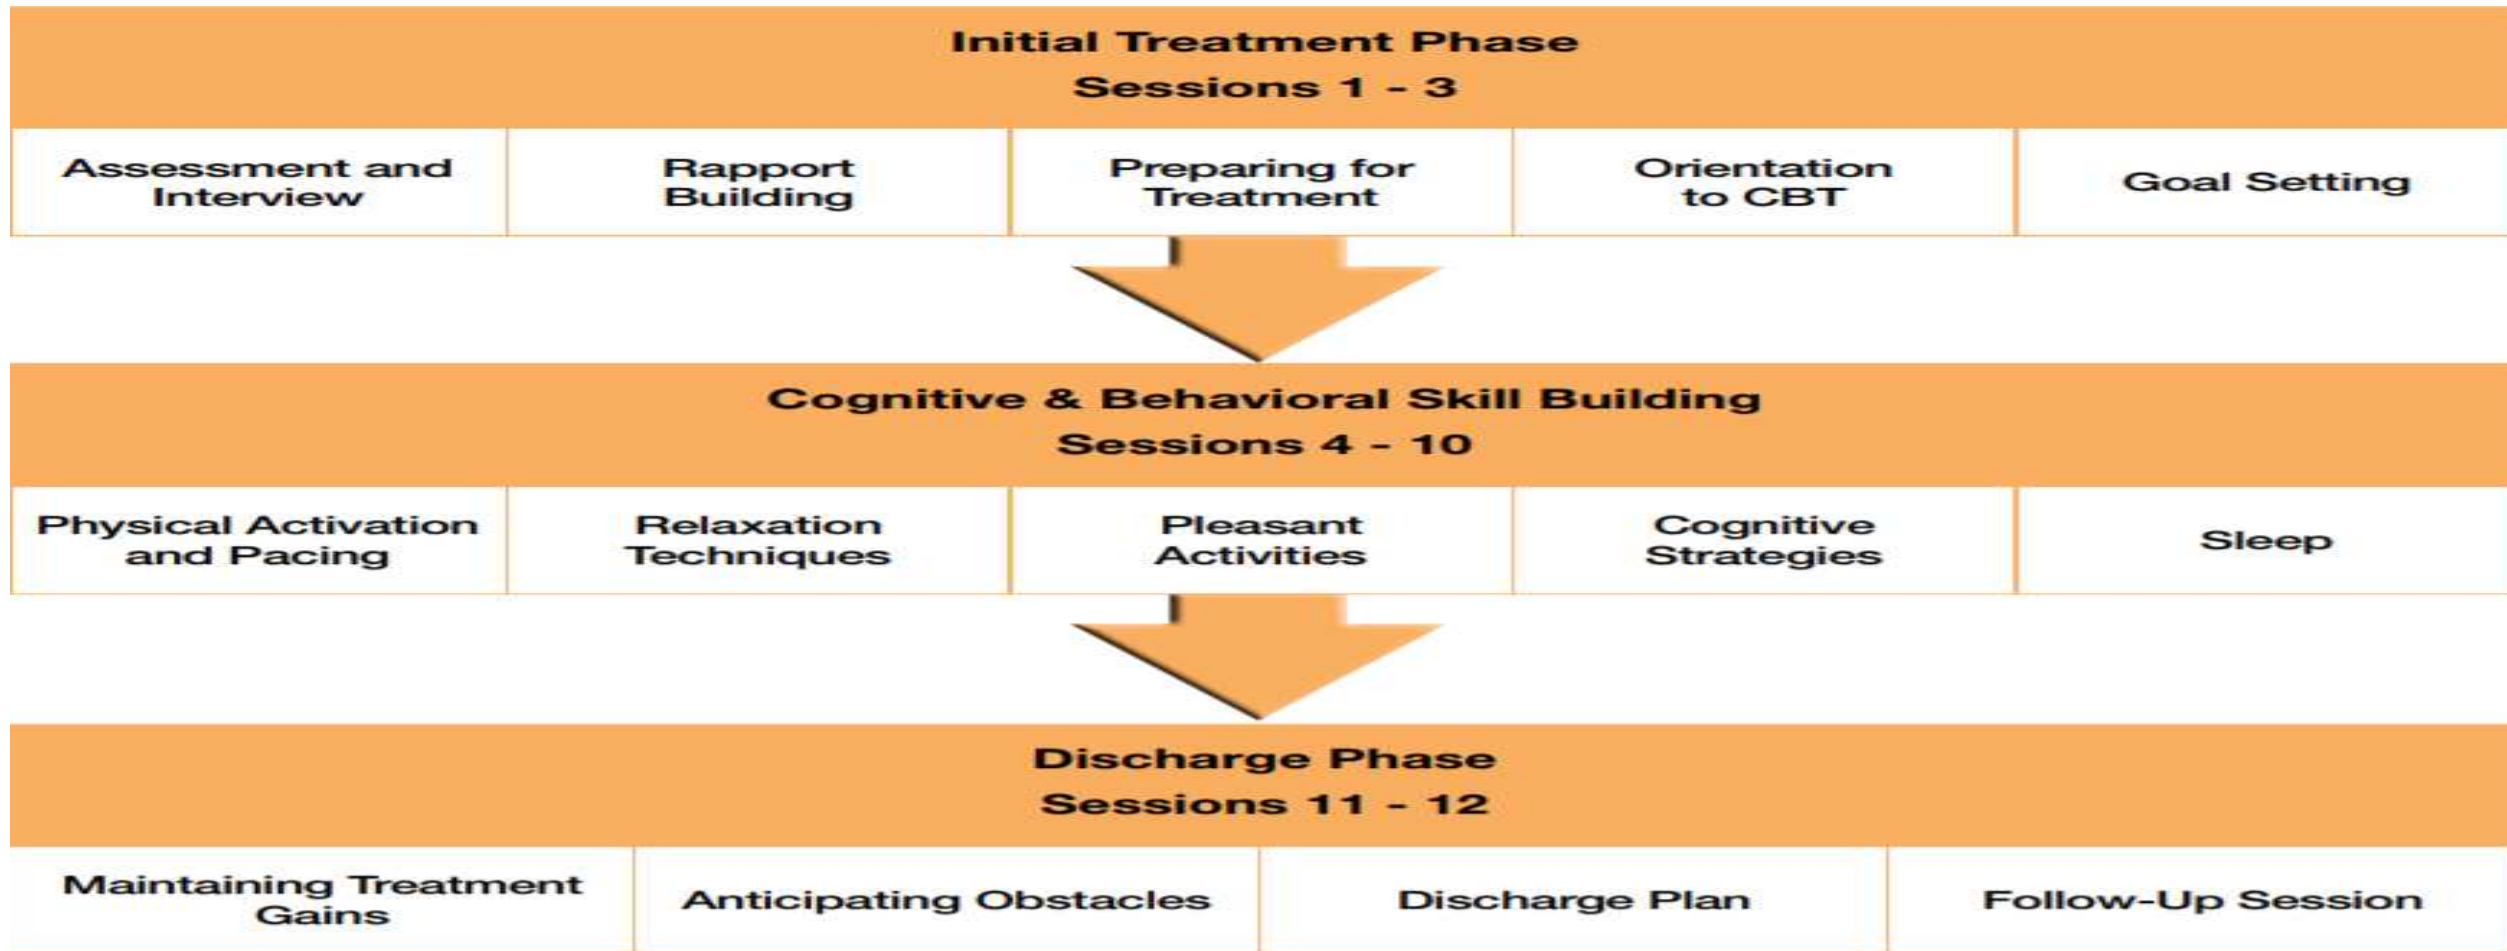 Initial Treatment Phase
Sessions 1 - 3
Assessment and
Interview
Rapport
Building
Preparing for
Treatment
Orientation
to CBT
Goal Setting
Cognitive & Behavioral Skill Building
Sessions 4 - 10
Physical Activation
and Pacing
Relaxation
Techniques
Pleasant
Activities
Cognitive
Strategies
Sleep
Discharge Phase
Sessions 11 - 12
Maintaining Treatment
Gains
Anticipating Obstacles
Discharge Plan
Follow-Up Session